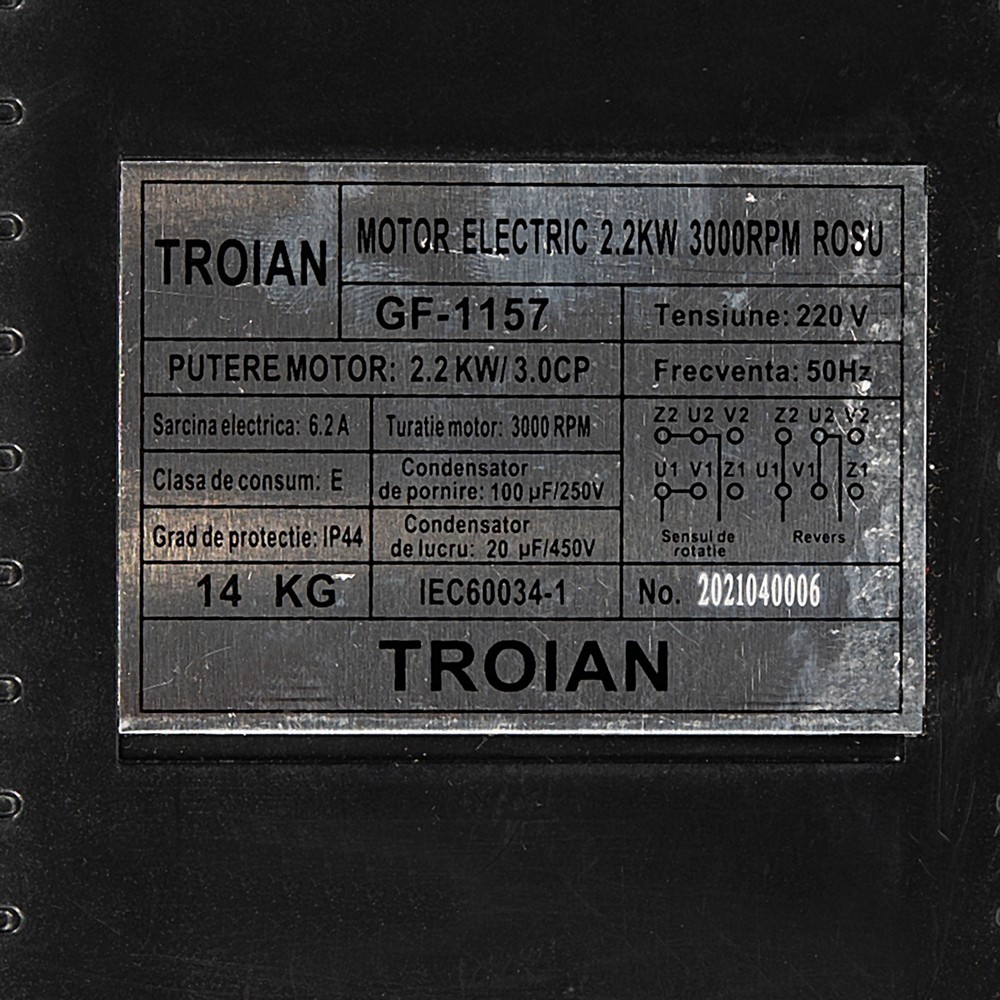 TROIAN
MOTOR ELECTRIC 2.2KW 3000RPM ROSU
GF-1157
Tensiune: 220 V
PUTERE MOTOR: 2.2 KW/ 3.0CP
Frecventa: 50Hz
Sarcina electrica: 6.2 A
Turatie motor: 3000 RPM
Z2 U2 V2 Z2 U2 V2
Clasa de consum: E
Condensator
de pornire: 100 µF/250V
U1 V1 Z1 U1 V1 Z1
Grad de protectie: IP44
Condensator
de lucru: 20 µF/450V
Sensul de
rotatie
Revers
14 KG
IEC60034-1
No. 2021040006
TROIAN